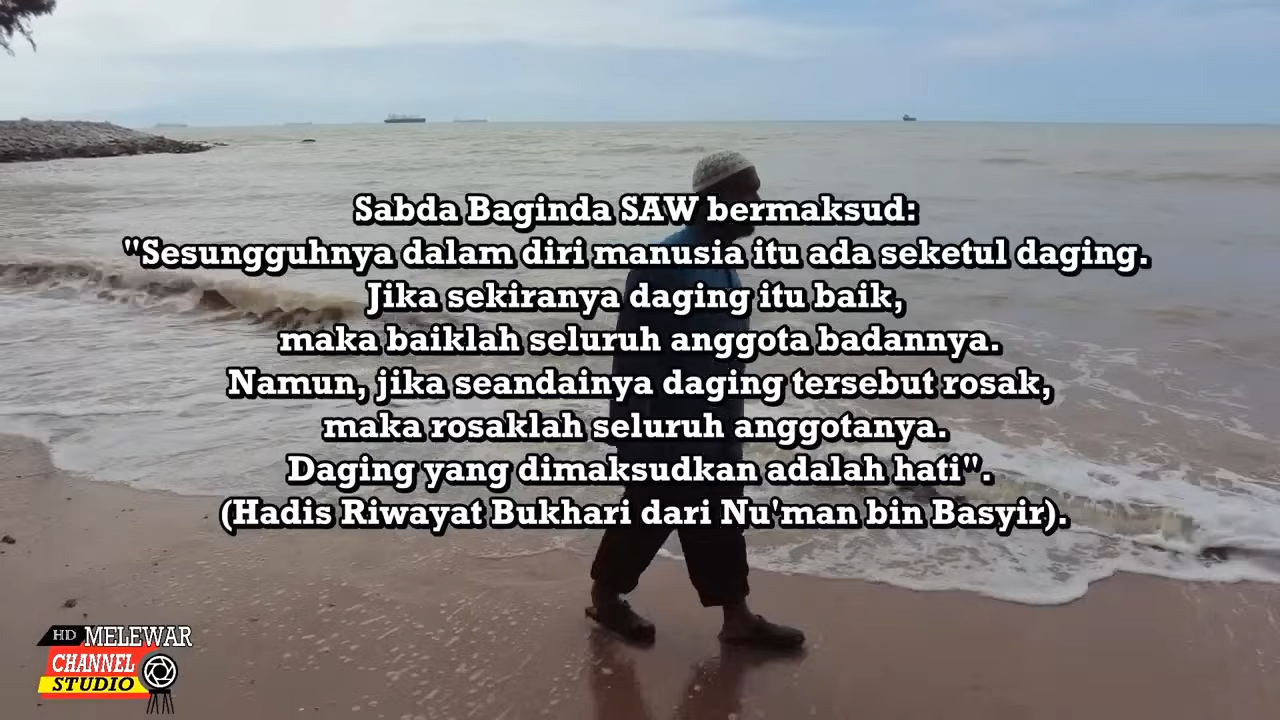 Sabda Baginda SAW bermaksud:
"Sesungguhnya dalam diri manusia itu ada seketul daging.
Jika sekiranya daging itu baik,
maka baiklah seluruh anggota badannya.
Namun, jika seandainya daging tersebut rosak,
maka rosaklah seluruh anggotanya.
Daging yang dimaksudkan adalah hati".
(Hadis Riwayat Bukhari dari Nu'man bin Basyir).
HD MELEWAR
CHANNEL
STUDIO